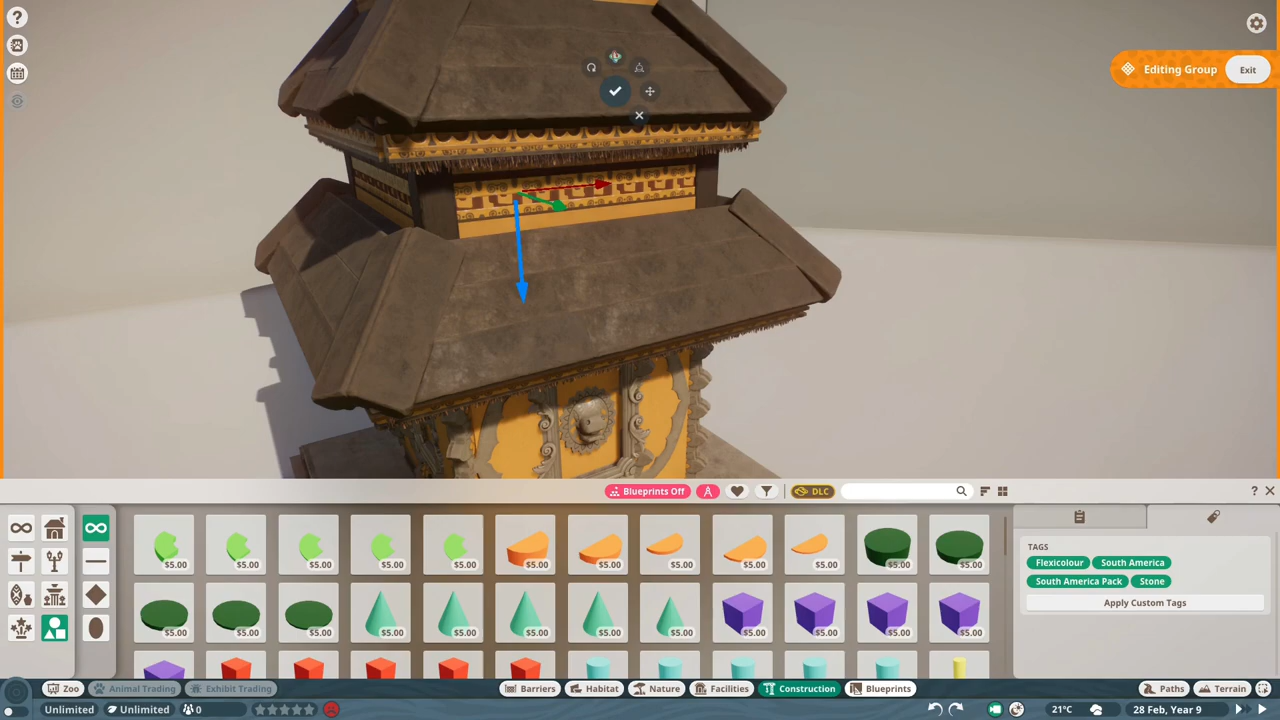 ?
Editing Group
Exit
Blueprints Off
DLC
?
$5.00 $5.00 $5.00 $5.00 $5.00 $5.00 $5.00 $5.00 $5.00 $5.00 $5.00 $5.00
$5.00 $5.00 $5.00 $5.00 $5.00 $5.00 $5.00 $5.00 $5.00 $5.00 $5.00 $5.00
TAGS
Flexicolour South America
South America Pack Stone
Apply Custom Tags
Zoo Animal Trading Exhibit Trading Barriers Habitat Nature Facilities Construction Blueprints Paths Terrain
Unlimited Unlimited 0 21°C 28 Feb, Year 9